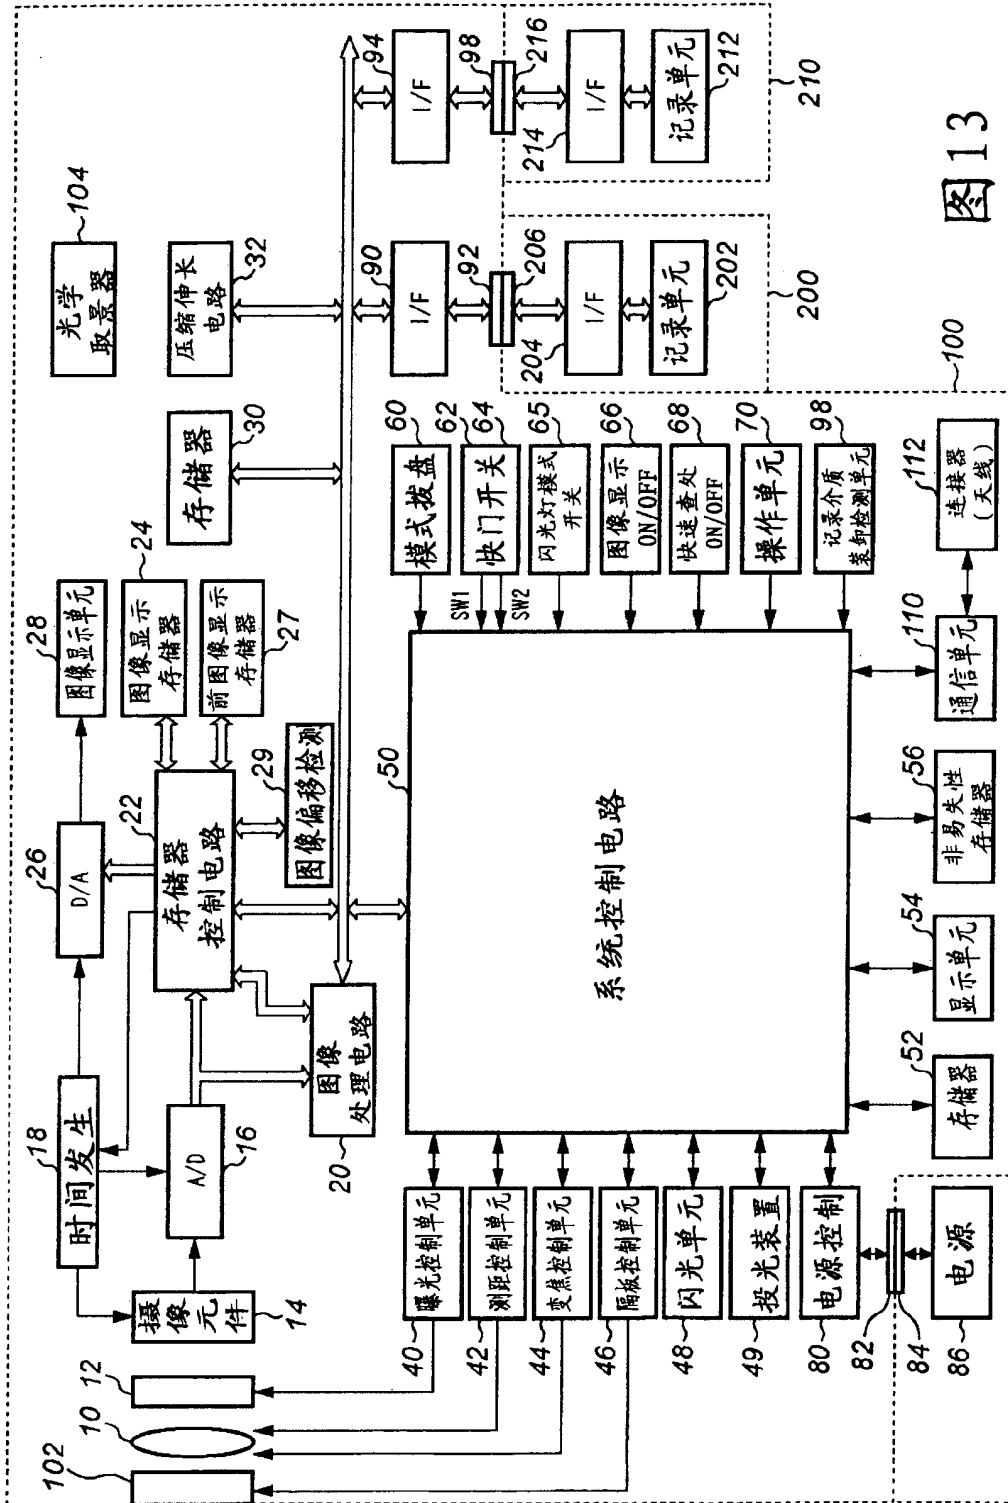 102
10
12
摄像
元件
14
18
时间发生
A/D
16
26
D/A
28
图像显示单元
22
存储器
控制电路
24
图像显示
存储器
前图像显示
存储器
27
29
图像偏移检测
20
图像
处理电路
存储器
30
光学
取景器
104
压缩伸长
电路
32
90
I/F
92
206
204
I/F
记录单元
202
200
94
I/F
98
216
214
I/F
记录单元
212
210
100
50
系统控制电路
模式拨盘
60
快门开关
62
64
SW1
SW2
闪光灯模式
开关
65
图像显示
ON/OFF
66
快速查处
ON/OFF
68
操作单元
70
记录介质
装卸检测单元
98
40
曝光控制单元
42
测距控制单元
44
变焦控制单元
46
隔板控制单元
48
闪光单元
49
投光装置
80
电源控制
82
84
86
电源
存储器
52
显示单元
54
非易失性
存储器
56
通信单元
110
连接器
(天线)
112
图13